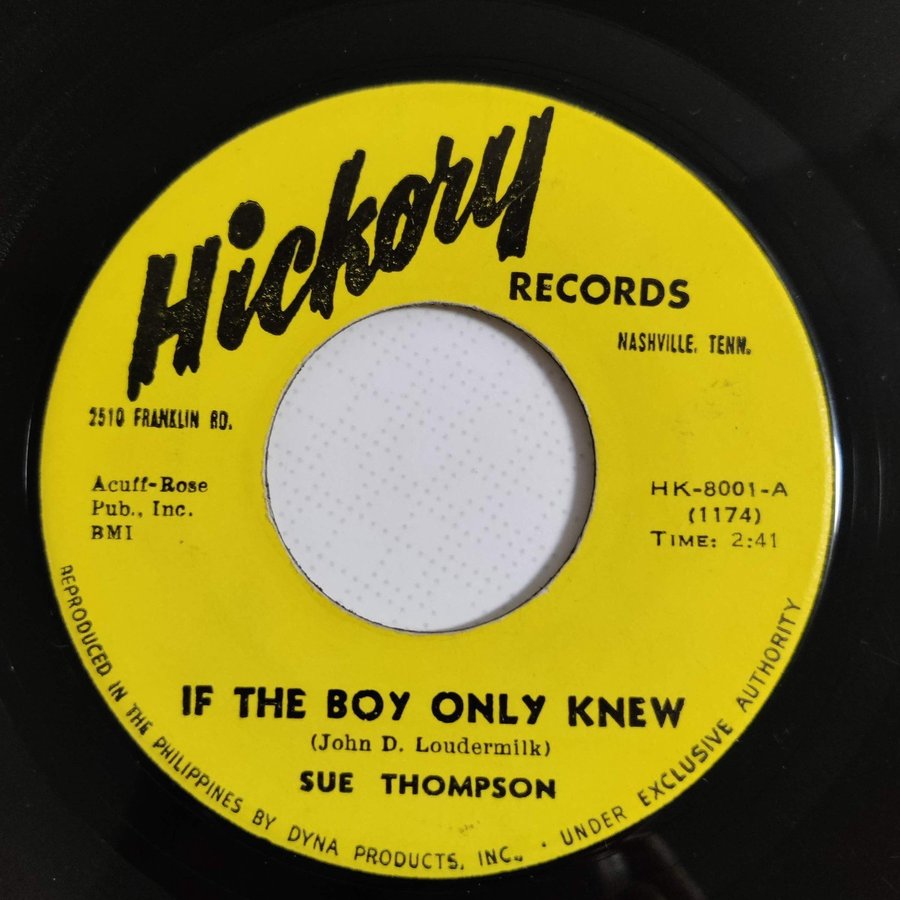 Hickory
RECORDS
NASHVILLE, TENN.
2510 FRANKLIN RD.
Acuff-Rose
Pub., Inc.
BMI
HK-8001-A
(1174)
TIME: 2:41
IF THE BOY ONLY KNEW
(John D. Loudermilk)
SUE THOMPSON
REPRODUCED IN THE PHILIPPINES BY DYNA PRODUCTS, INC. · UNDER EXCLUSIVE AUTHORITY